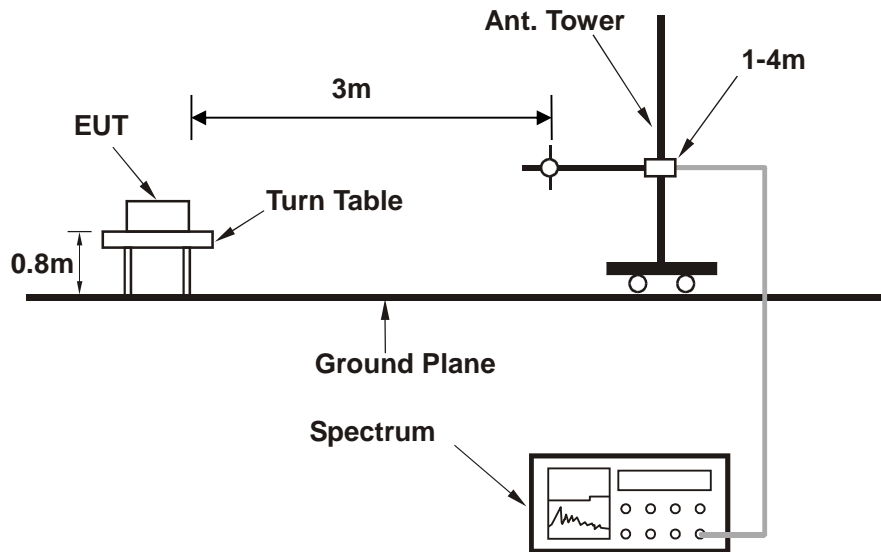 Ant. Tower
1-4m
3m
EUT
Turn Table
0.8m
Ground Plane
Spectrum